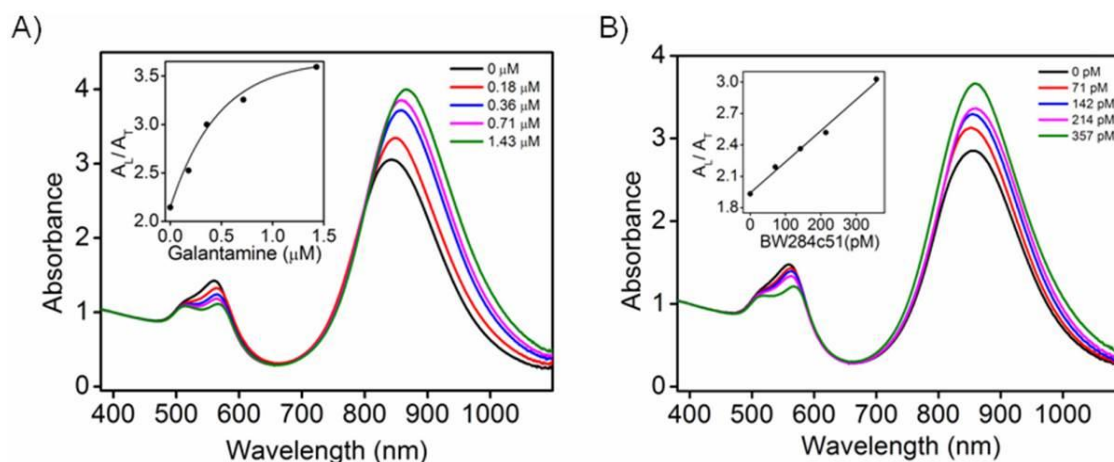 A)
Absorbance
4
3
2
1
0
400 500 600 700 800 900 1000
Wavelength (nm)
A_L/ A_T
3.5
3.0
2.5
2.0
0.0 0.5 1.0 1.5
Galantamine (μM)
0 μM
0.18 μM
0.36 μM
0.71 μM
1.43 μM
B)
Absorbance
4
3
2
1
0
400 500 600 700 800 900 1000
Wavelength (nm)
A_L/ A_T
3.0
2.7
2.4
2.1
1.8
0 100 200 300
BW284c51(pM)
0 pM
71 pM
142 pM
214 pM
357 pM